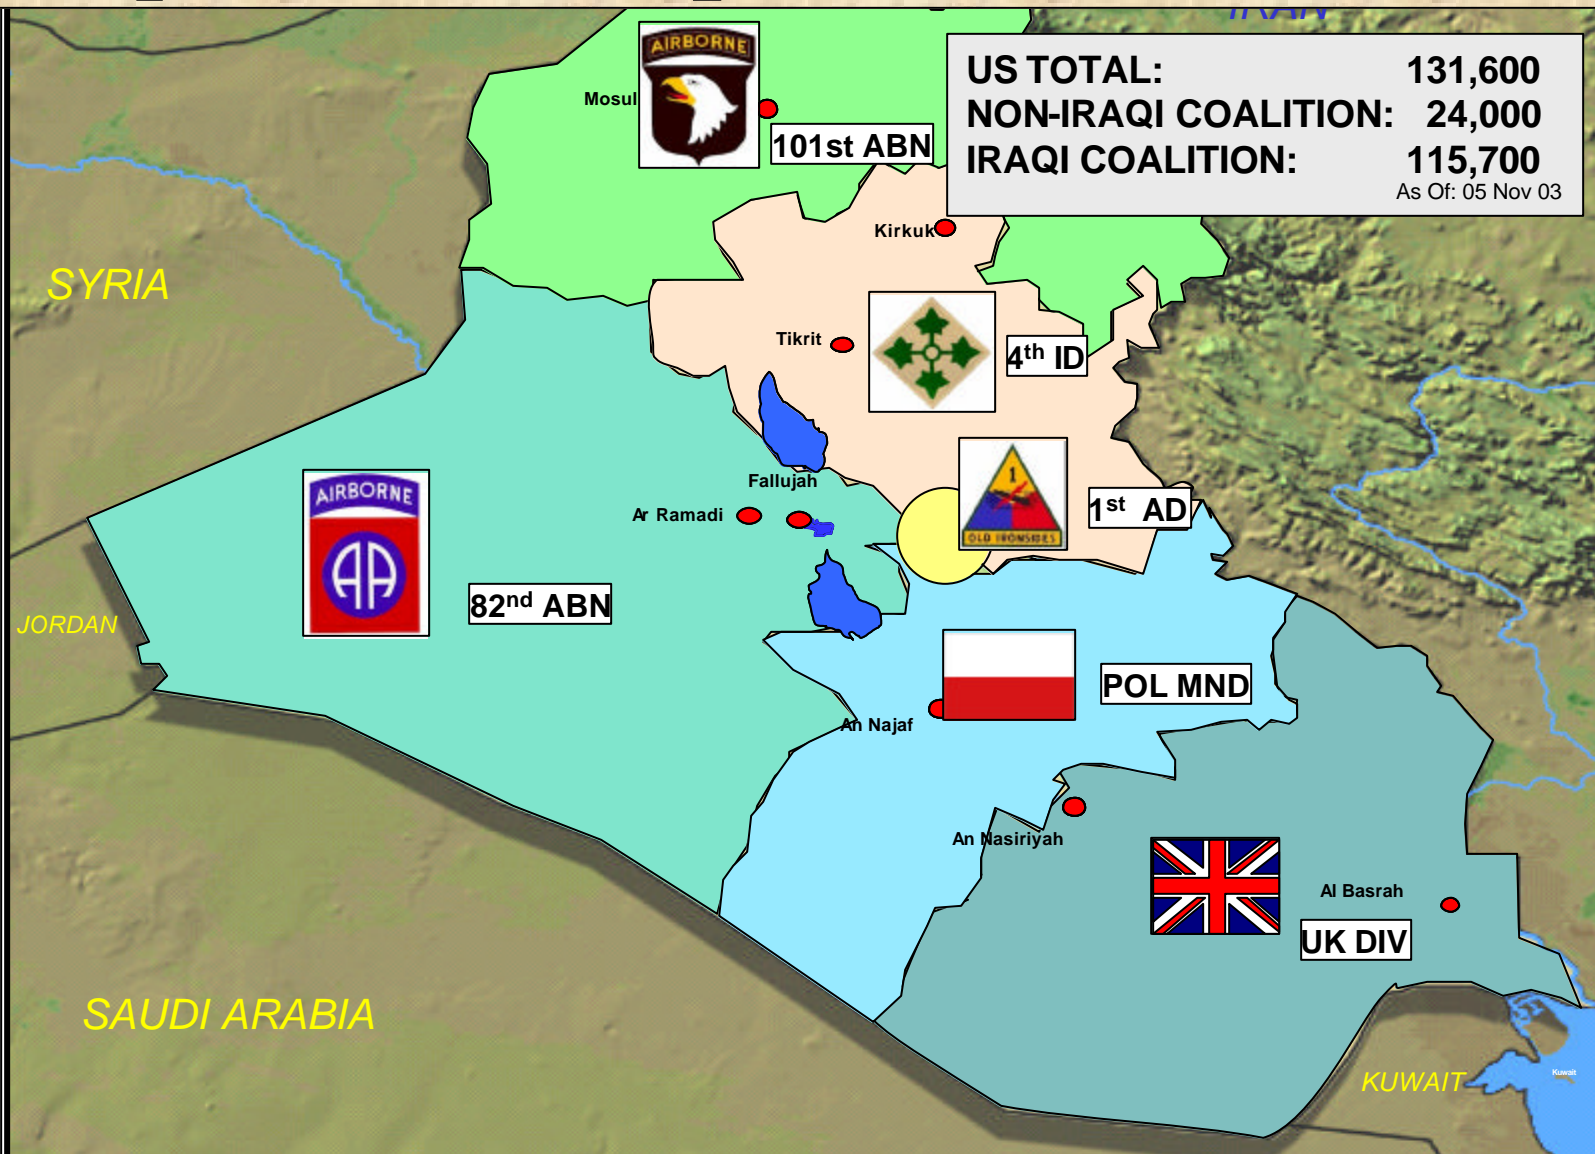 IRAN
US TOTAL: 131,600
NON-IRAQI COALITION: 24,000
IRAQI COALITION: 115,700
As Of: 05 Nov 03
AIRBORNE
Mosul
101st ABN
Kirkuk
SYRIA
Tikrit
4th ID
1
OLD IRONSIDES
1st AD
Fallujah
Ar Ramadi
AIRBORNE
AA
82nd ABN
JORDAN
POL MND
An Najaf
An Nasiriyah
Al Basrah
UK DIV
SAUDI ARABIA
KUWAIT
Kuwait